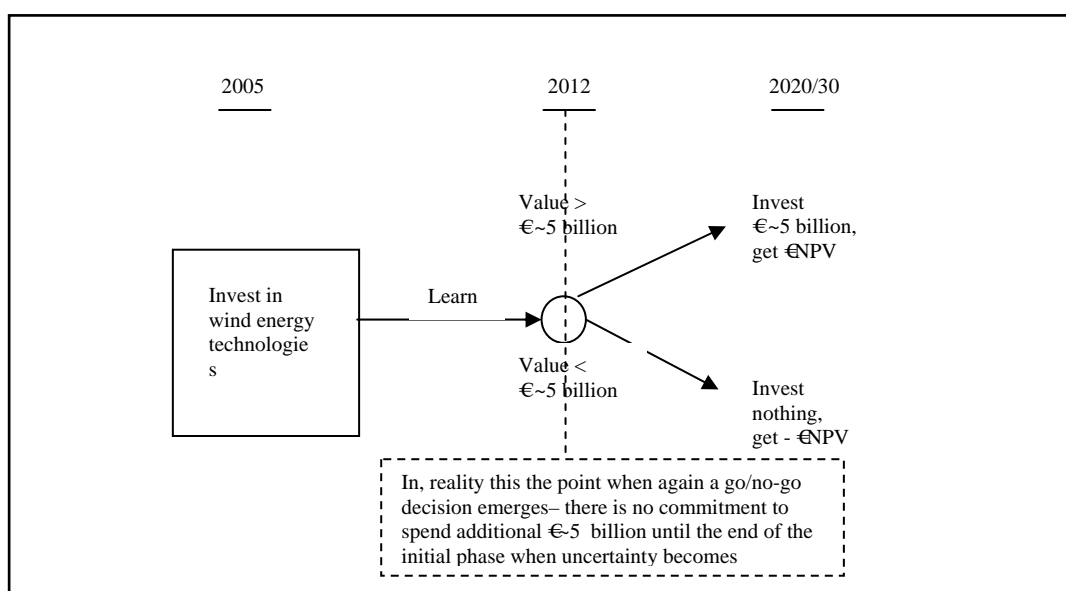 2005
2012
2020/30
Value >
€~5 billion
Invest
€~5 billion,
get €NPV
Invest in
wind energy
technologie
s
Learn
Value <
€~5 billion
Invest
nothing,
get - €NPV
In, reality this the point when again a go/no-go
decision emerges– there is no commitment to
spend additional €~5 billion until the end of the
initial phase when uncertainty becomes